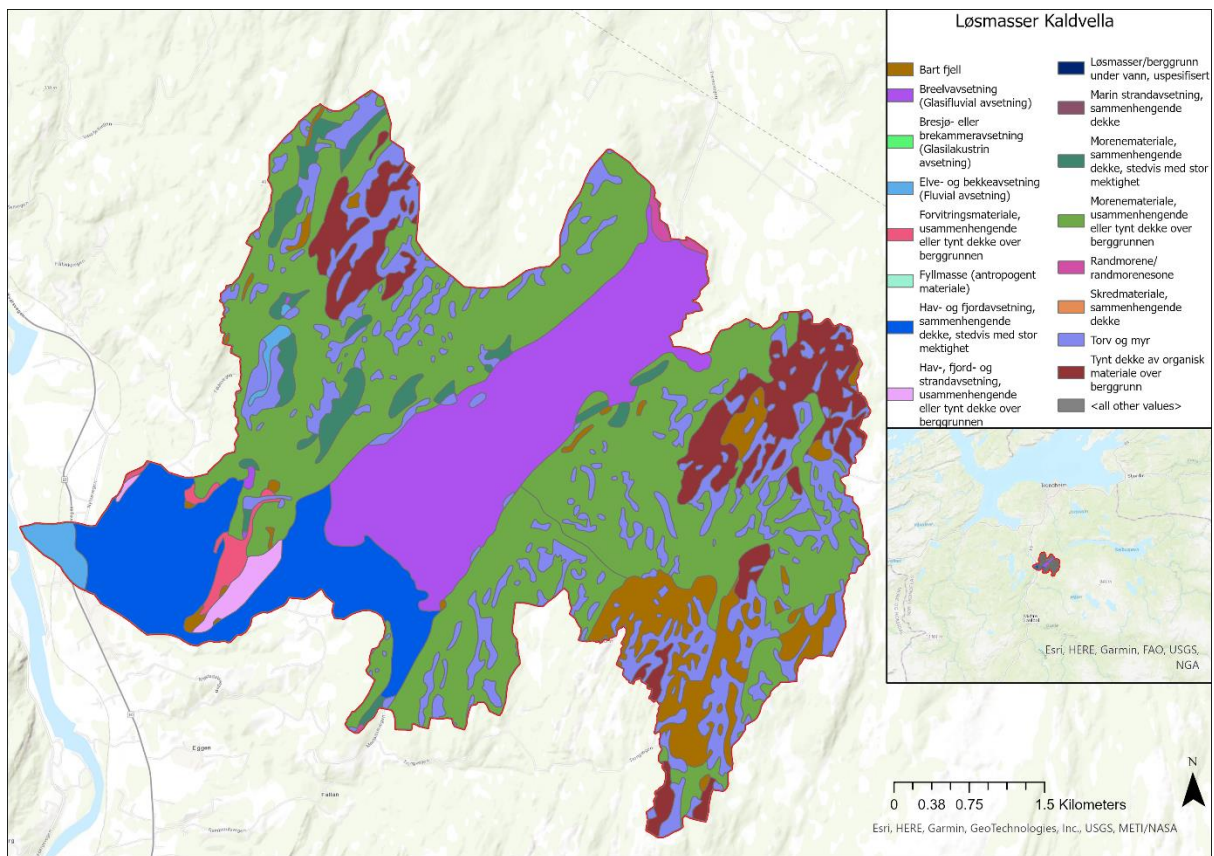 Løsmasser Kaldvella
Bart fjell
Breelvavsetning
(Glasifluvial avsetning)
Bresjø- eller
brekammeravsetning
(Glasilakustrin
avsetning)
Elve- og bekkeavsetning
(Fluvial avsetning)
Forvitringsmateriale,
usammenhengende
eller tynt dekke over
berggrunnen
Fyllmasse (antropogent
materiale)
Hav- og fjordavsetning,
sammenhengende
dekke, stedvis med stor
mektighet
Hav-, fjord- og
strandavsetning,
usammenhengende
eller tynt dekke over
berggrunnen
Løsmasser/berggrunn
under vann, uspesifisert
Marin strandavsetning,
sammenhengende
dekke
Morenemateriale,
sammenhengende
dekke, stedvis med stor
mektighet
Morenemateriale,
usammenhengende
eller tynt dekke over
berggrunnen
Randmorene/
randmorenesone
Skredmateriale,
sammenhengende
dekke
Torv og myr
Tynt dekke av organisk
materiale over
berggrunn
<all other values>
Trondheim
Esri, HERE, Garmin, FAO, USGS,
NGA
Eggen
Fallan
N
0 0.38 0.75 1.5 Kilometers
Esri, HERE, Garmin, GeoTechnologies, Inc., USGS, METI/NASA